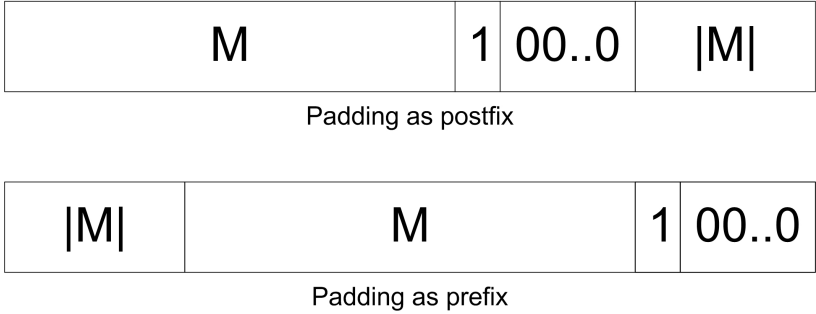 M 1 00..0 |M|
Padding as postfix
|M| M 1 00..0
Padding as prefix